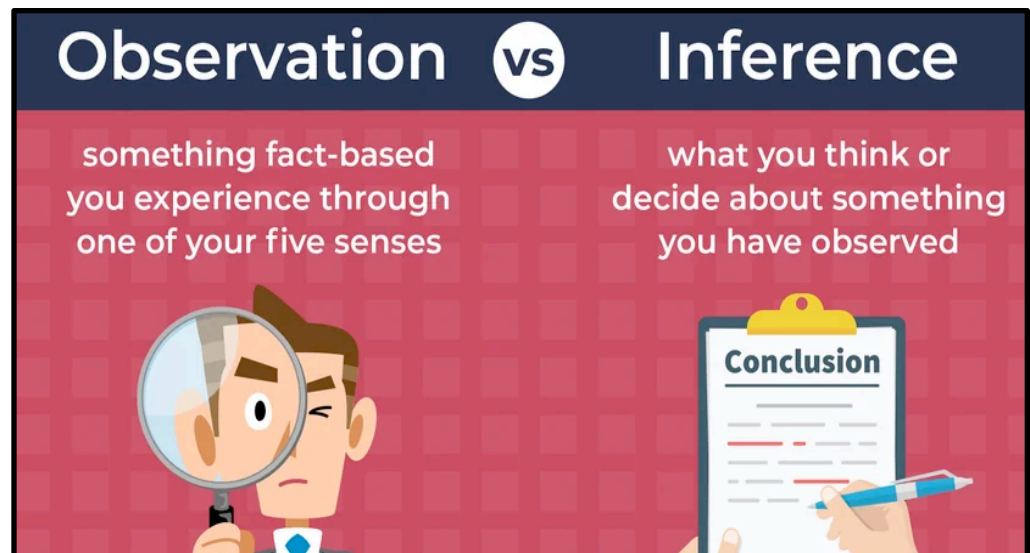 Observation vs Inference
something fact-based
you experience through
one of your five senses
what you think or
decide about something
you have observed
Conclusion